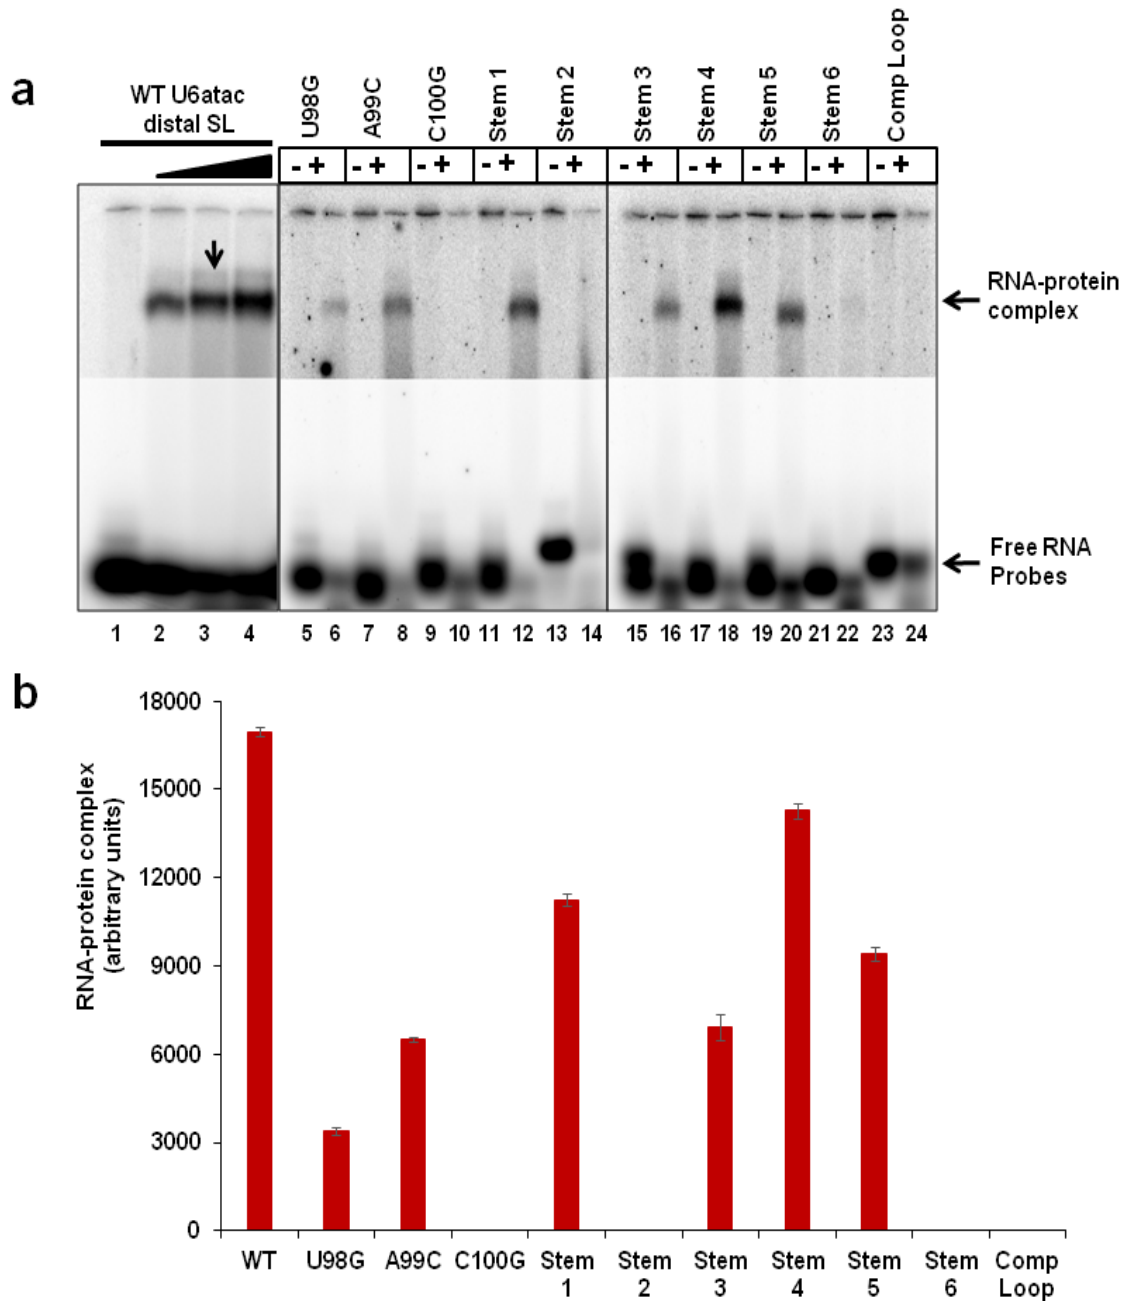 a
WT U6atac
distal SL
U98G
A99C
C100G
Stem 1
Stem 2
Stem 3
Stem 4
Stem 5
Stem 6
Comp Loop
- + - + - + - + - + - + - + - + - + - +
RNA-protein
complex
Free RNA
Probes
1 2 3 4 5 6 7 8 9 10 11 12 13 14 15 16 17 18 19 20 21 22 23 24
b
RNA-protein complex
(arbitrary units)
18000
15000
12000
9000
6000
3000
0
WT U98G A99C C100G Stem Stem Stem Stem Stem Stem Comp
1 2 3 4 5 6 Loop